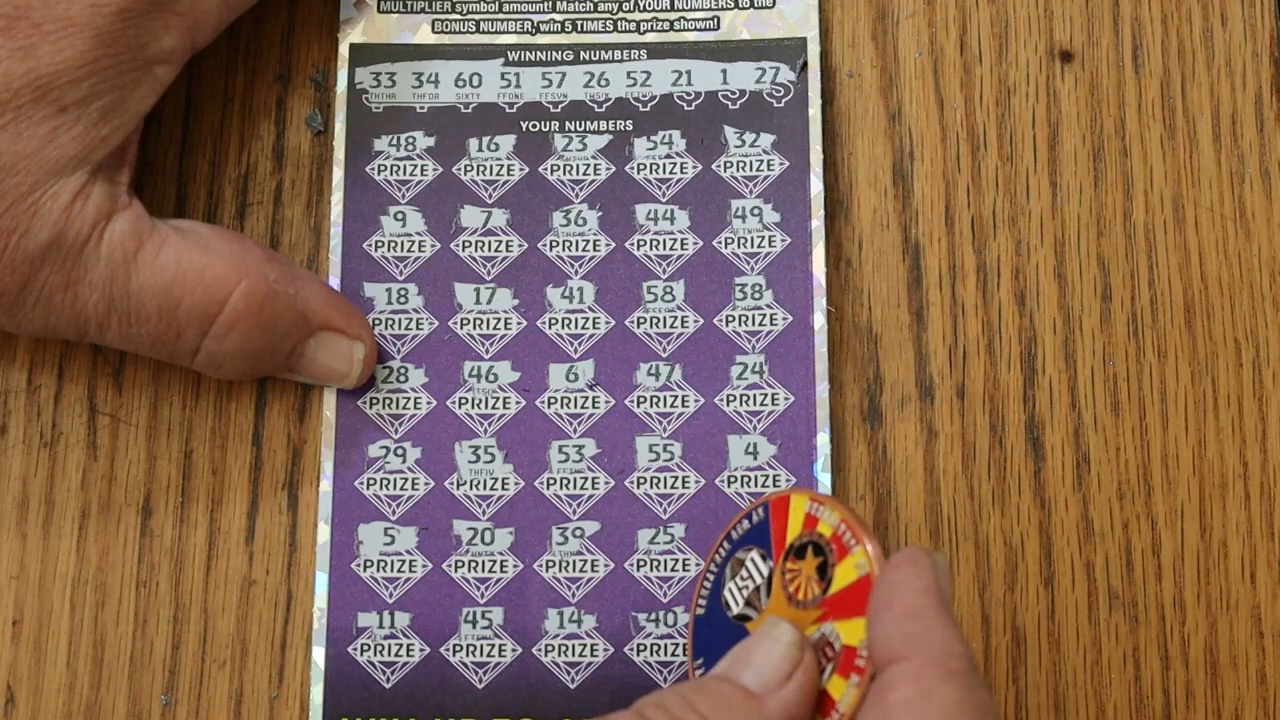 MULTIPLIER symbol amount! Match any of YOUR NUMBERS to the
BONUS NUMBER, win 5 TIMES the prize shown!
WINNING NUMBERS
33 34 60 51 57 26 52 21 1 27
THTHR THFOR SIXTY FFONE FFSVN THSIX
YOUR NUMBERS
48 16 23 54 32
PRIZE PRIZE PRIZE PRIZE PRIZE
9 7 36 44 49
PRIZE PRIZE PRIZE PRIZE PRIZE
18 17 41 58 38
PRIZE PRIZE PRIZE PRIZE PRIZE
28 46 6 47 24
PRIZE PRIZE PRIZE PRIZE PRIZE
29 35 53 55 4
THFIV
PRIZE PRIZE PRIZE PRIZE PRIZE
5 20 39 25
PRIZE PRIZE PRIZE PRIZE
11 45 14 40
PRIZE PRIZE PRIZE PRIZE